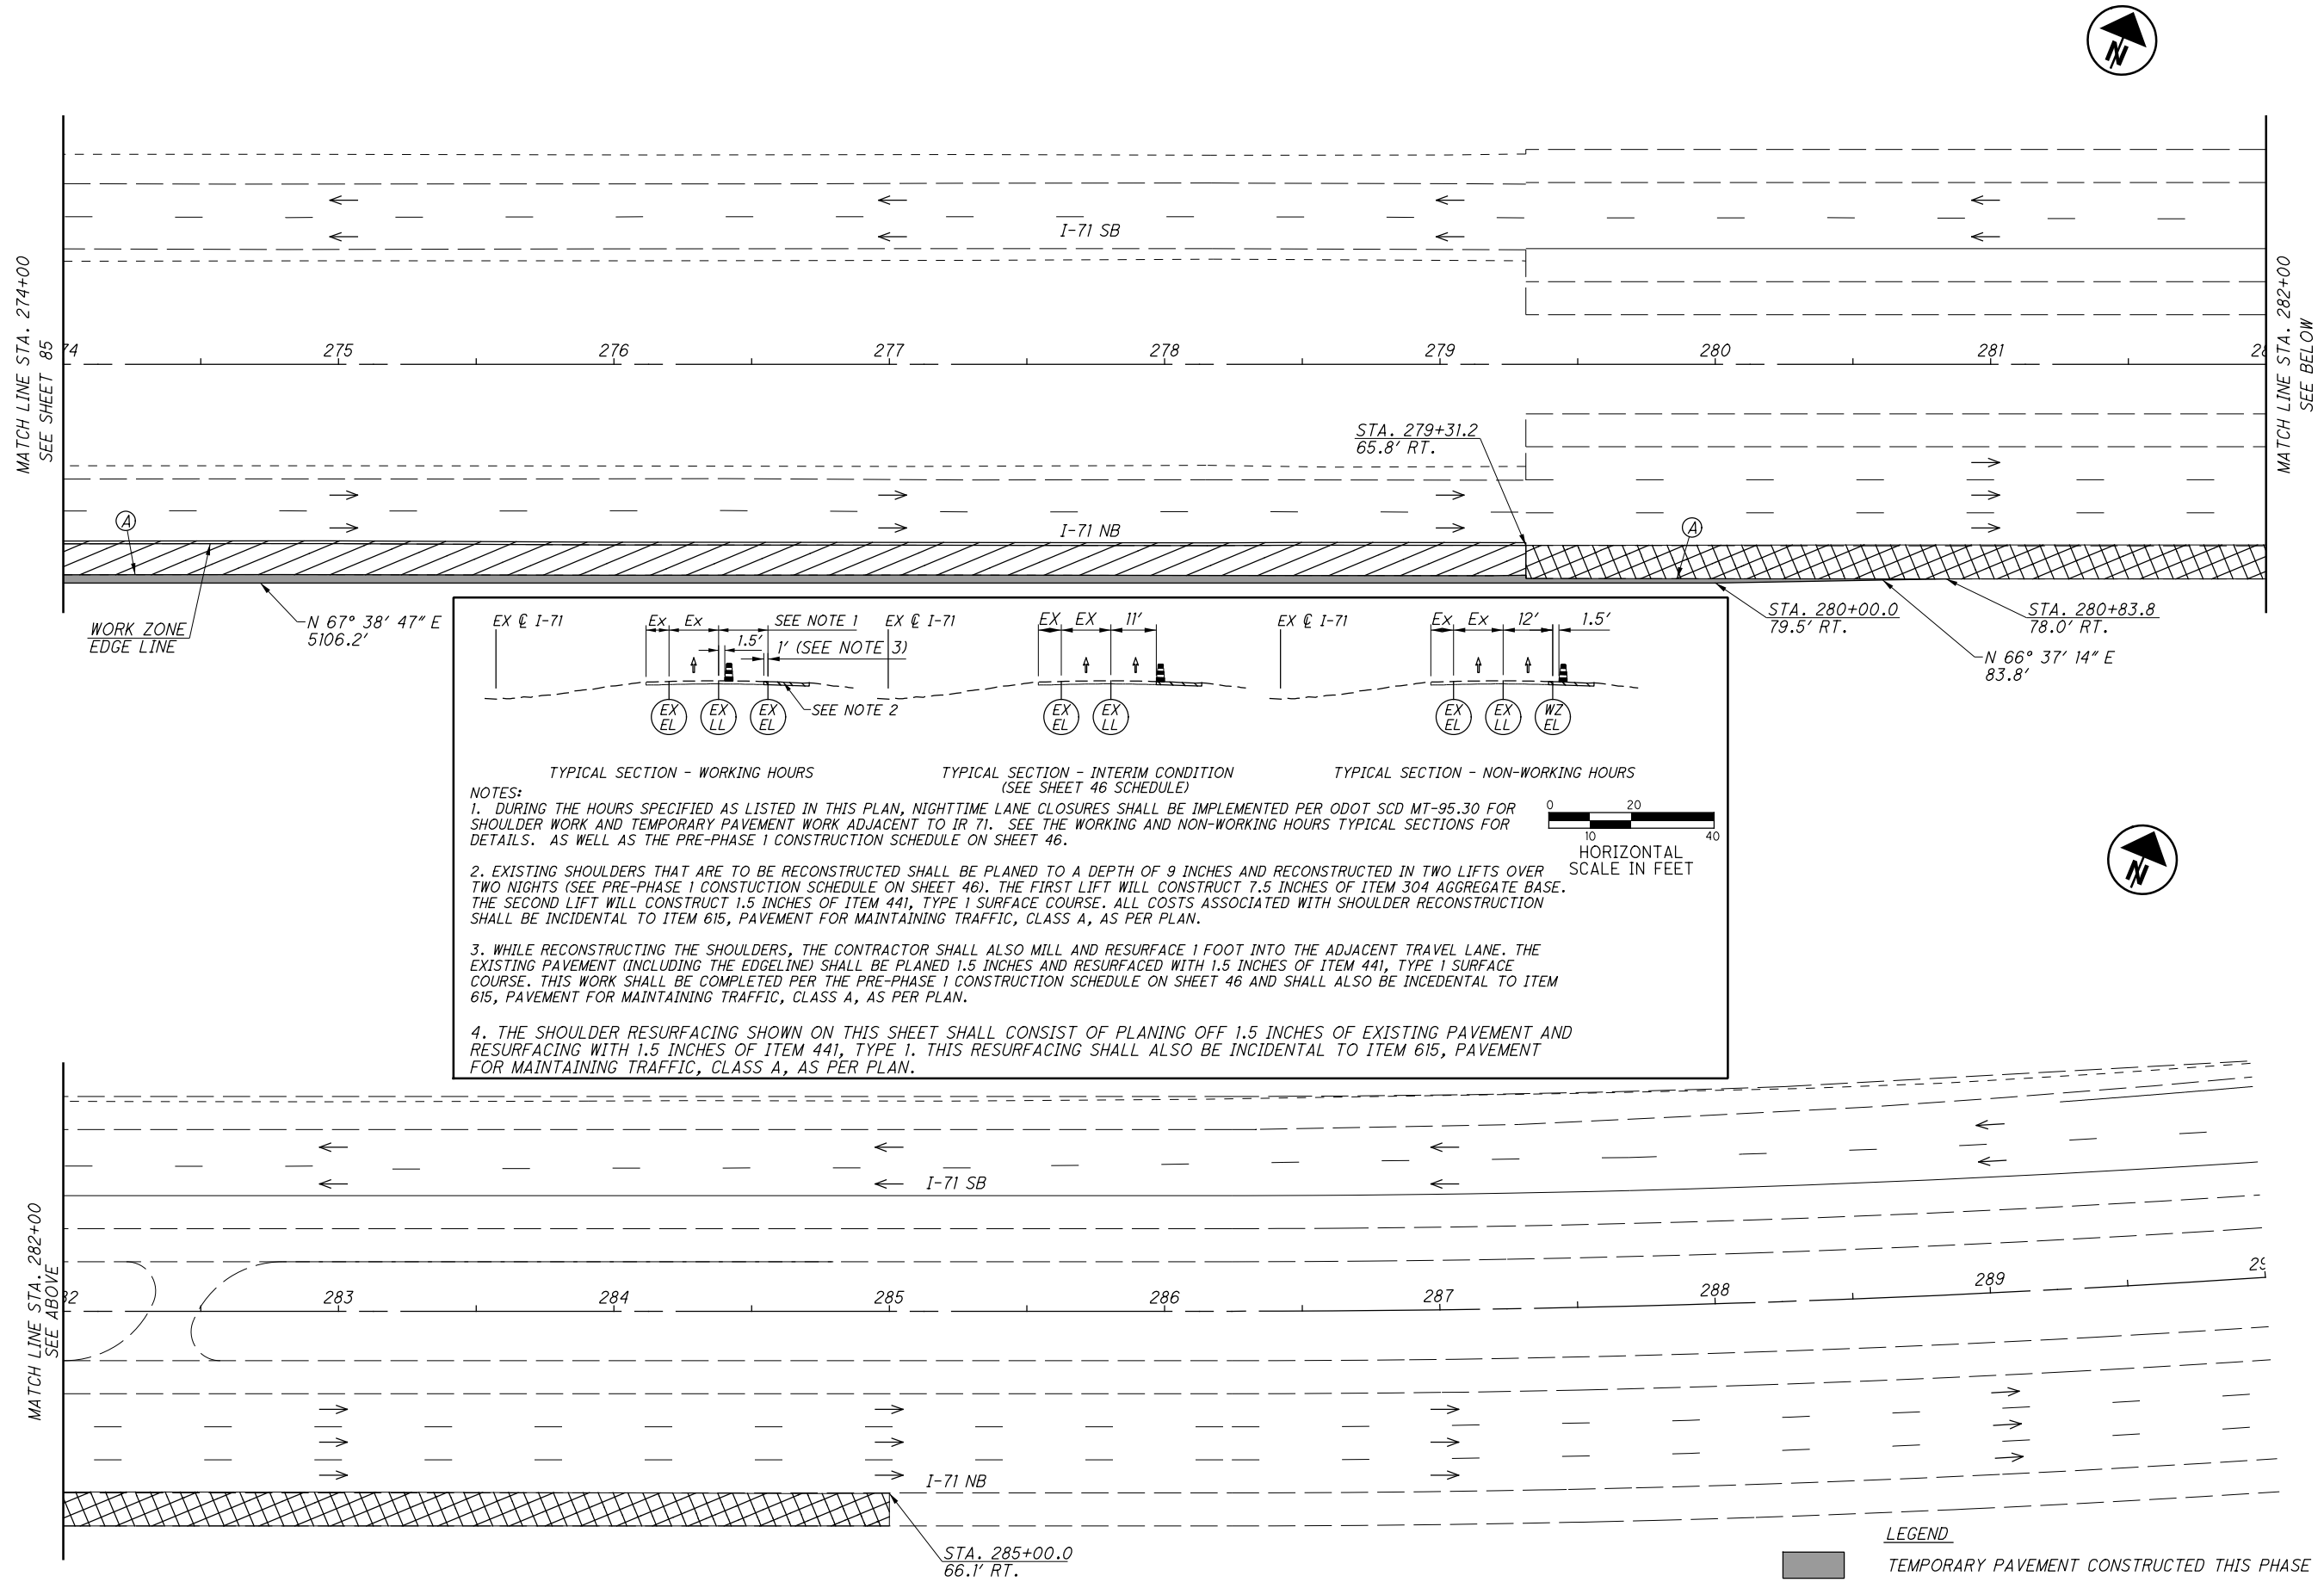 N
MATCH LINE STA. 274+00
SEE SHEET 85
I-71 SB
74
275
276
277
278
279
280
281
28
MATCH LINE STA. 282+00
SEE BELOW
STA. 279+31.2
65.8' RT.
A
I-71 NB
A
WORK ZONE
EDGE LINE
N 67° 38' 47" E
5106.2'
STA. 280+00.0
79.5' RT.
STA. 280+83.8
78.0' RT.
N 66° 37' 14" E
83.8'
EX ℄ I-71
Ex
Ex
SEE NOTE 1
1.5'
1' (SEE NOTE 3)
SEE NOTE 2
EX
EL
EX
LL
EX
EL
TYPICAL SECTION - WORKING HOURS
EX ℄ I-71
EX
EX
11'
EX
EL
EX
LL
TYPICAL SECTION - INTERIM CONDITION
(SEE SHEET 46 SCHEDULE)
EX ℄ I-71
Ex
Ex
12'
1.5'
EX
EL
EX
LL
WZ
EL
TYPICAL SECTION - NON-WORKING HOURS
NOTES:
1. DURING THE HOURS SPECIFIED AS LISTED IN THIS PLAN, NIGHTTIME LANE CLOSURES SHALL BE IMPLEMENTED PER ODOT SCD MT-95.30 FOR
SHOULDER WORK AND TEMPORARY PAVEMENT WORK ADJACENT TO IR 71. SEE THE WORKING AND NON-WORKING HOURS TYPICAL SECTIONS FOR
DETAILS. AS WELL AS THE PRE-PHASE 1 CONSTRUCTION SCHEDULE ON SHEET 46.
2. EXISTING SHOULDERS THAT ARE TO BE RECONSTRUCTED SHALL BE PLANED TO A DEPTH OF 9 INCHES AND RECONSTRUCTED IN TWO LIFTS OVER
TWO NIGHTS (SEE PRE-PHASE 1 CONSTUCTION SCHEDULE ON SHEET 46). THE FIRST LIFT WILL CONSTRUCT 7.5 INCHES OF ITEM 304 AGGREGATE BASE.
THE SECOND LIFT WILL CONSTRUCT 1.5 INCHES OF ITEM 441, TYPE 1 SURFACE COURSE. ALL COSTS ASSOCIATED WITH SHOULDER RECONSTRUCTION
SHALL BE INCIDENTAL TO ITEM 615, PAVEMENT FOR MAINTAINING TRAFFIC, CLASS A, AS PER PLAN.
3. WHILE RECONSTRUCTING THE SHOULDERS, THE CONTRACTOR SHALL ALSO MILL AND RESURFACE 1 FOOT INTO THE ADJACENT TRAVEL LANE. THE
EXISTING PAVEMENT (INCLUDING THE EDGELINE) SHALL BE PLANED 1.5 INCHES AND RESURFACED WITH 1.5 INCHES OF ITEM 441, TYPE 1 SURFACE
COURSE. THIS WORK SHALL BE COMPLETED PER THE PRE-PHASE 1 CONSTRUCTION SCHEDULE ON SHEET 46 AND SHALL ALSO BE INCEDENTAL TO ITEM
615, PAVEMENT FOR MAINTAINING TRAFFIC, CLASS A, AS PER PLAN.
4. THE SHOULDER RESURFACING SHOWN ON THIS SHEET SHALL CONSIST OF PLANING OFF 1.5 INCHES OF EXISTING PAVEMENT AND
RESURFACING WITH 1.5 INCHES OF ITEM 441, TYPE 1. THIS RESURFACING SHALL ALSO BE INCIDENTAL TO ITEM 615, PAVEMENT
FOR MAINTAINING TRAFFIC, CLASS A, AS PER PLAN.
0 20
10 40
HORIZONTAL
SCALE IN FEET
N
MATCH LINE STA. 282+00
SEE ABOVE
I-71 SB
82
283
284
285
286
287
288
289
29
I-71 NB
STA. 285+00.0
66.1' RT.
LEGEND
TEMPORARY PAVEMENT CONSTRUCTED THIS PHASE